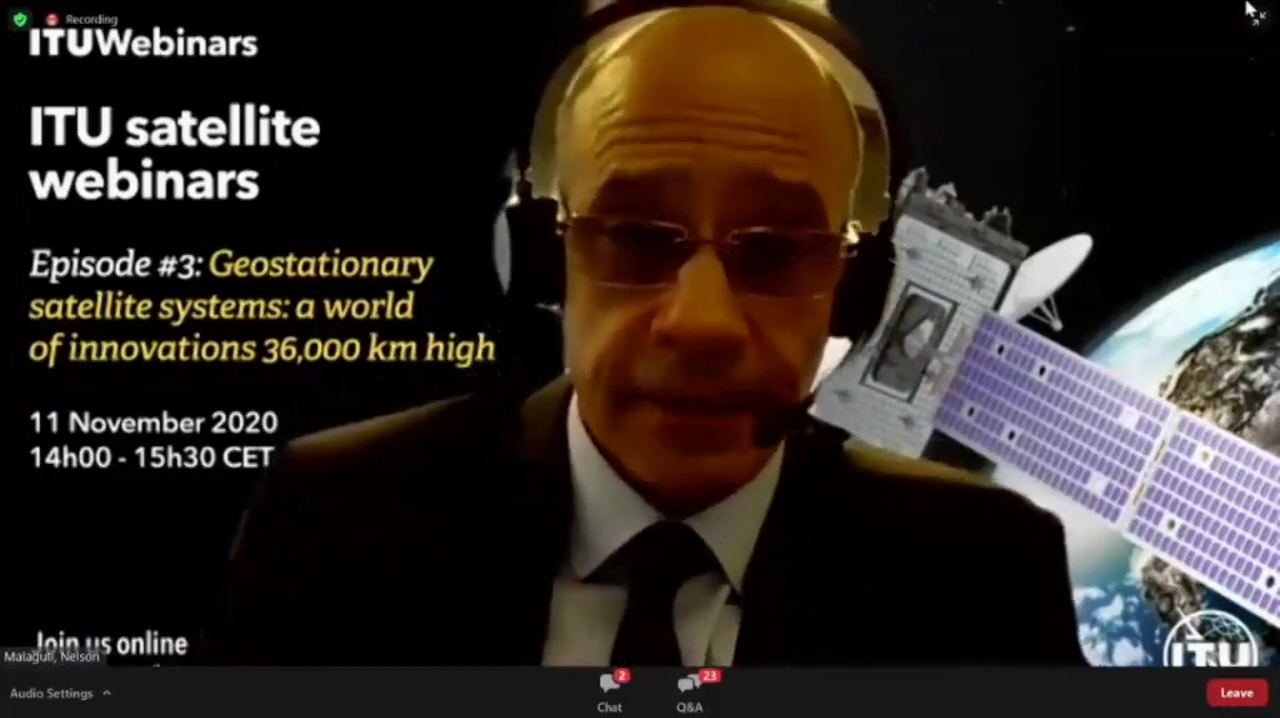 Recording
ITUWebinars
ITU satellite
webinars
Episode #3: Geostationary
satellite systems: a world
of innovations 36,000 km high
11 November 2020
14h00 - 15h30 CET
Join us online
Malaguti, Nelson
ITU
Audio Settings
2
Chat
23
Q&A
Leave